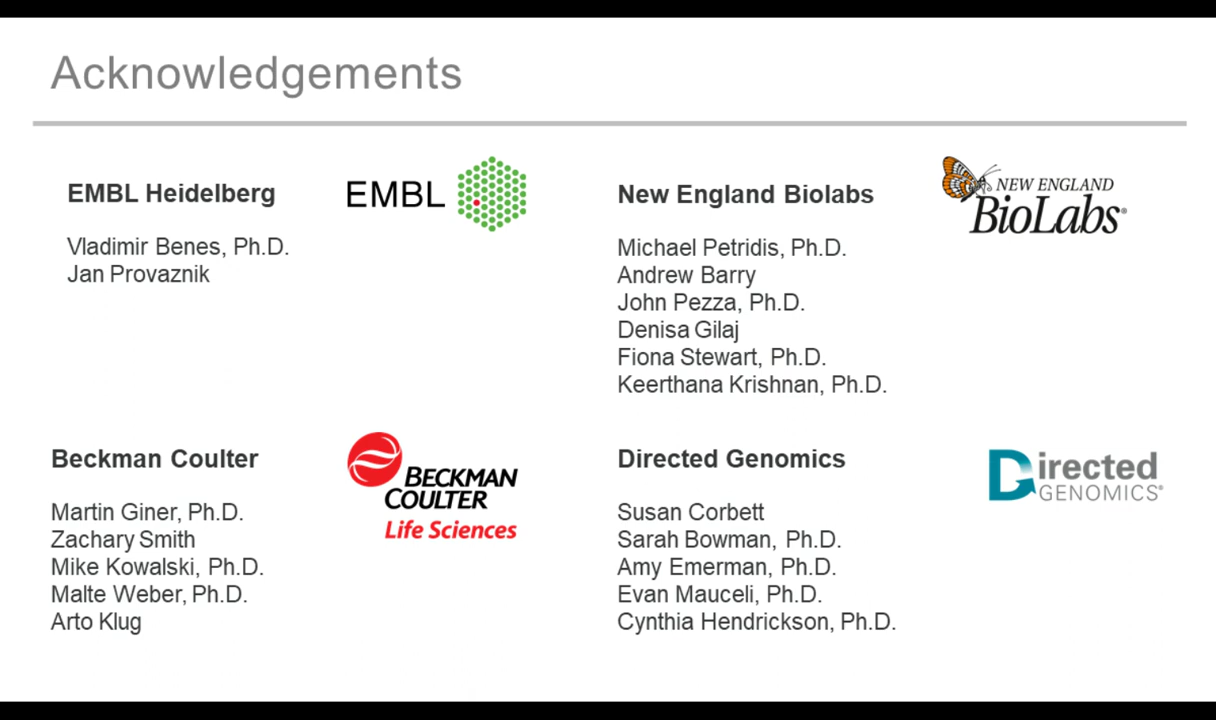 Acknowledgements
EMBL Heidelberg
EMBL
Vladimir Benes, Ph.D.
Jan Provaznik
New England Biolabs
NEW ENGLAND
BioLabs®
Michael Petridis, Ph.D.
Andrew Barry
John Pezza, Ph.D.
Denisa Gilaj
Fiona Stewart, Ph.D.
Keerthana Krishnan, Ph.D.
Beckman Coulter
BECKMAN
COULTER
Life Sciences
Martin Giner, Ph.D.
Zachary Smith
Mike Kowalski, Ph.D.
Malte Weber, Ph.D.
Arto Klug
Directed Genomics
Directed
GENOMICS®
Susan Corbett
Sarah Bowman, Ph.D.
Amy Emerman, Ph.D.
Evan Mauceli, Ph.D.
Cynthia Hendrickson, Ph.D.